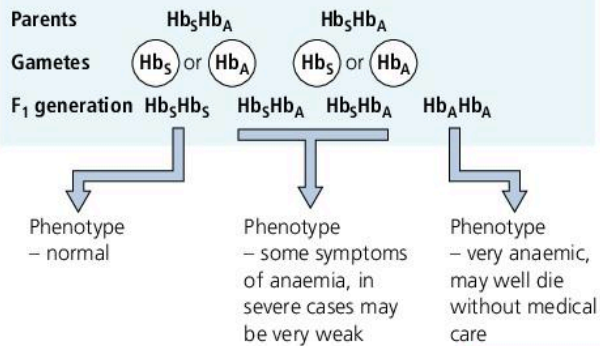 Parents HbSHbA HbSHbA
Gametes HbS or HbA HbS or HbA
F1 generation HbSHbS HbSHbA HbSHbA HbAHbA
Phenotype
– normal
Phenotype
– some symptoms
of anaemia, in
severe cases may
be very weak
Phenotype
– very anaemic,
may well die
without medical
care